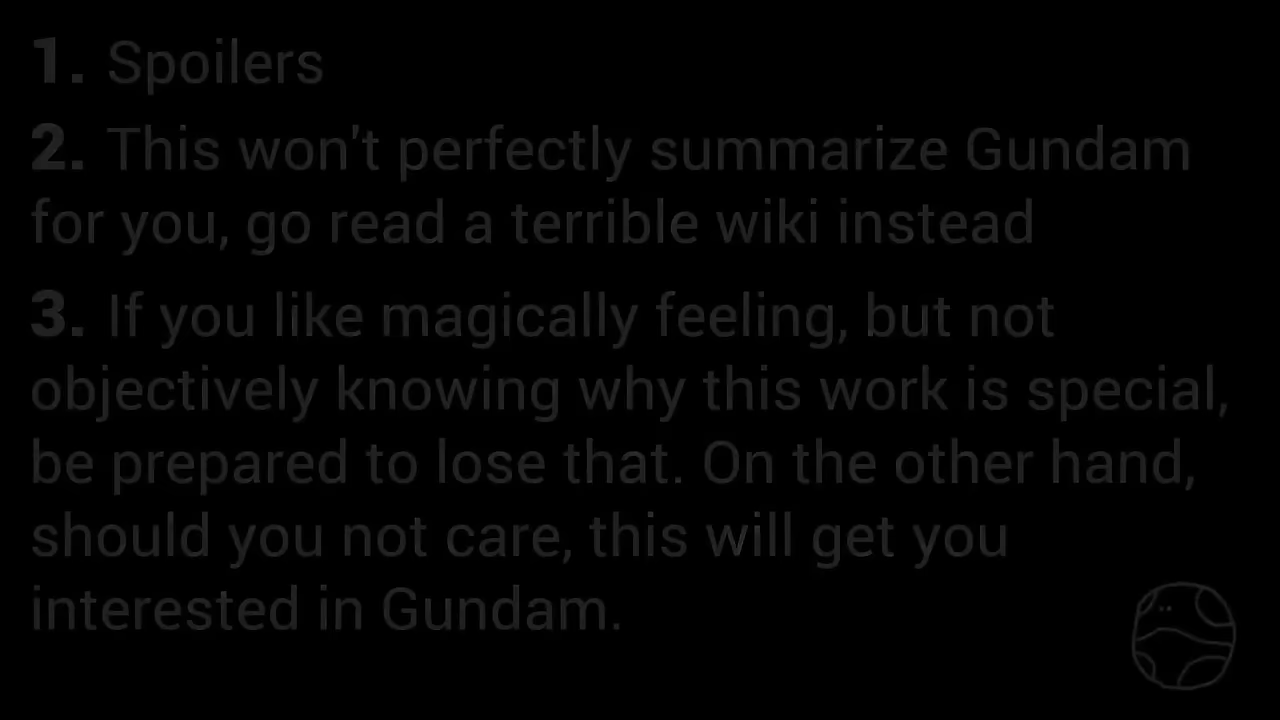 1. Spoilers
2. This won't perfectly summarize Gundam
for you, go read a terrible wiki instead
3. If you like magically feeling, but not
objectively knowing why this work is special,
be prepared to lose that. On the other hand,
should you not care, this will get you
interested in Gundam.